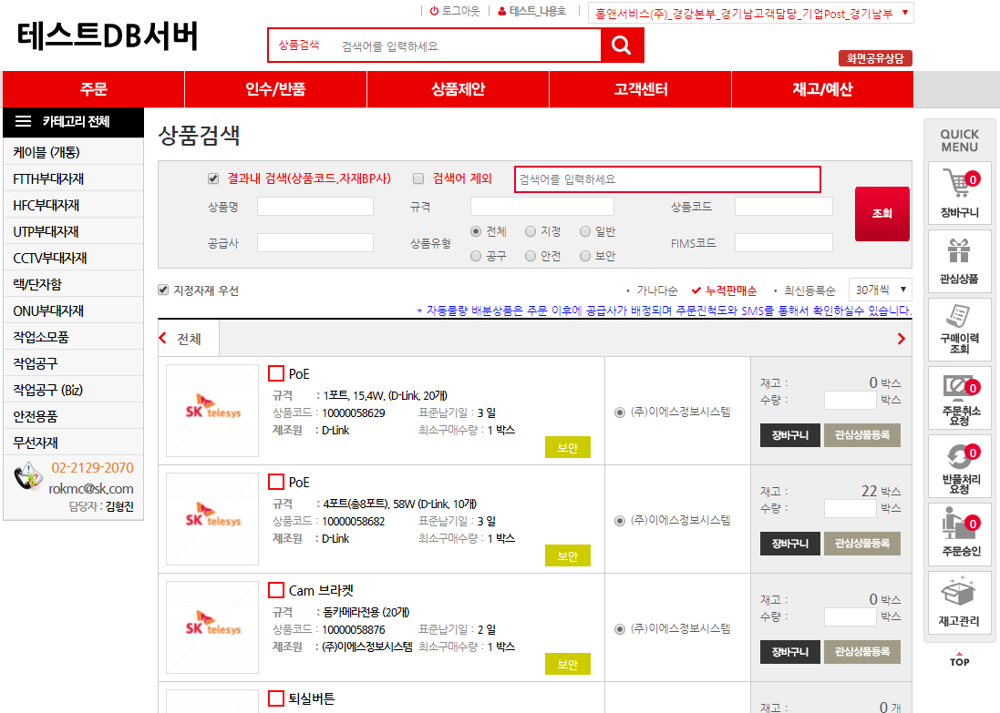 로그아웃 테스트_나용호 홈앤서비스(주)_경강본부_경기남고객담당_기업Post_경기남부
테스트DB서버
상품검색 검색어를 입력하세요
화면공유상담
주문 인수/반품 상품제안 고객센터 재고/예산
카테고리 전체
케이블 (개통)
FTTH부대자재
HFC부대자재
UTP부대자재
CCTV부대자재
랙/단자함
ONU부대자재
작업소모품
작업공구
작업공구 (Biz)
안전용품
무선자재
02-2129-2070
rokmc@sk.com
담당자 : 김형진
상품검색
결과내 검색(상품코드,자재BP사) 검색어 제외 검색어를 입력하세요
상품명 규격 상품코드
조회
공급사 상품유형 전체 지정 일반 FIMS코드
공구 안전 보안
지정자재 우선 • 가나다순 누적판매순 • 최신등록순 30개씩
* 자동물량 배분상품은 주문 이후에 공급사가 배정되며 주문진척도와 SMS를 통해서 확인하실수 있습니다.
전체
SK telesys
PoE
규격 : 1포트, 15.4W, (D-Link, 20개)
상품코드 : 10000058629 표준납기일 : 3 일
제조원 : D-Link 최소구매수량 : 1 박스
보안
(주)이에스정보시스템
재고 : 0 박스
수량 : 박스
장바구니 관심상품등록
SK telesys
PoE
규격 : 4포트(총8포트), 58W (D-Link, 10개)
상품코드 : 10000058682 표준납기일 : 3 일
제조원 : D-Link 최소구매수량 : 1 박스
보안
(주)이에스정보시스템
재고 : 22 박스
수량 : 박스
장바구니 관심상품등록
SK telesys
Cam 브라켓
규격 : 돔카메라전용 (20개)
상품코드 : 10000058876 표준납기일 : 2 일
제조원 : (주)이에스정보시스템 최소구매수량 : 1 박스
보안
(주)이에스정보시스템
재고 : 0 박스
수량 : 박스
장바구니 관심상품등록
퇴실버튼
재고 : 0 개
QUICK
MENU
0
장바구니
관심상품
구매이력
조회
0
주문취소
요청
0
반품처리
요청
0
주문승인
재고관리
TOP